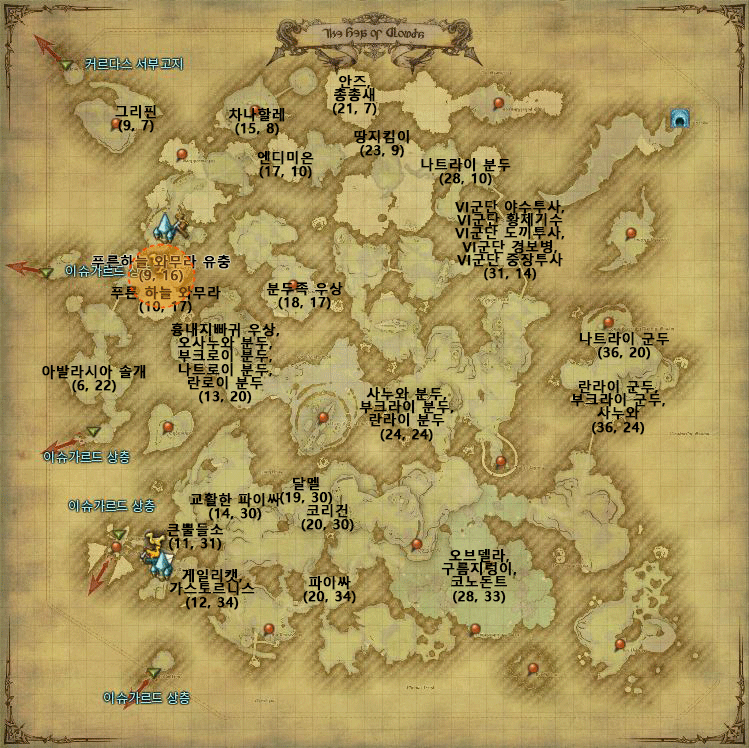 커르다스 서부고지
그리핀
(9, 7)
차나할레
(15, 8)
안즈,
총총새
(21, 7)
땅지킴이
(23, 9)
엔디미온
(17, 10)
나트라이 분두
(28, 10)
VI군단 야수투사,
VI군단 황제기수
VI군단 도끼투사,
VI군단 경보병,
VI군단 중장투사
(31, 14)
푸른하늘 와무라 유충
(9, 16)
이슈가르드
푸른 하늘 와무라
(10, 17)
분두족 우상
(18, 17)
흉내지빠귀 우상,
오사누와 분두,
부크로이 분두,
나트로이 분두,
란로이 분두
(13, 20)
나트라이 군두
(36, 20)
아발라시아 솔개
(6, 22)
란라이 군두,
부크라이 군두,
사누와
(36, 24)
사누와 분두,
부크라이 분두,
란라이 분두
(24, 24)
이슈가르드 상층
이슈가르드 상층
달멜
(19, 30)
교활한 파이싸
(14, 30)
코리건
(20, 30)
큰뿔들소
(11, 31)
게일리캣,
가스토르니스
(12, 34)
파이싸
(20, 34)
오브델라,
구름지렁이,
코노돈트
(28, 33)
이슈가르드 상층